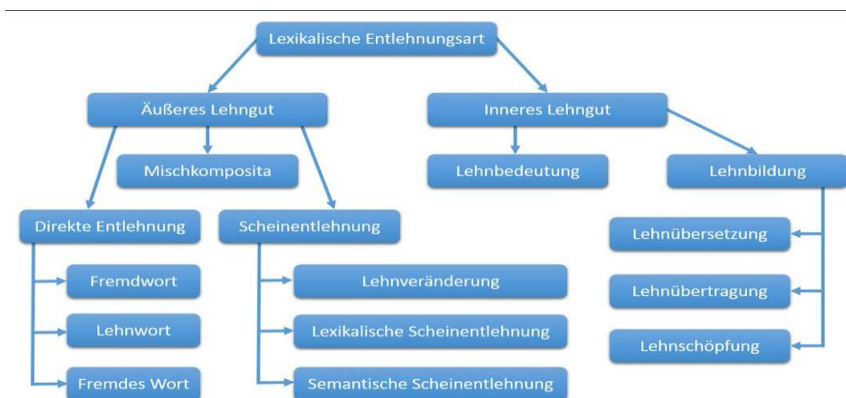 Lexikalische Entlehnungsart
Äußeres Lehngut
Inneres Lehngut
Mischkomposita
Lehnbedeutung
Lehnbildung
Direkte Entlehnung
Scheinentlehnung
Lehnübersetzung
Fremdwort
Lehnveränderung
Lehnübertragung
Lehnwort
Lexikalische Scheinentlehnung
Lehnschöpfung
Fremdes Wort
Semantische Scheinentlehnung